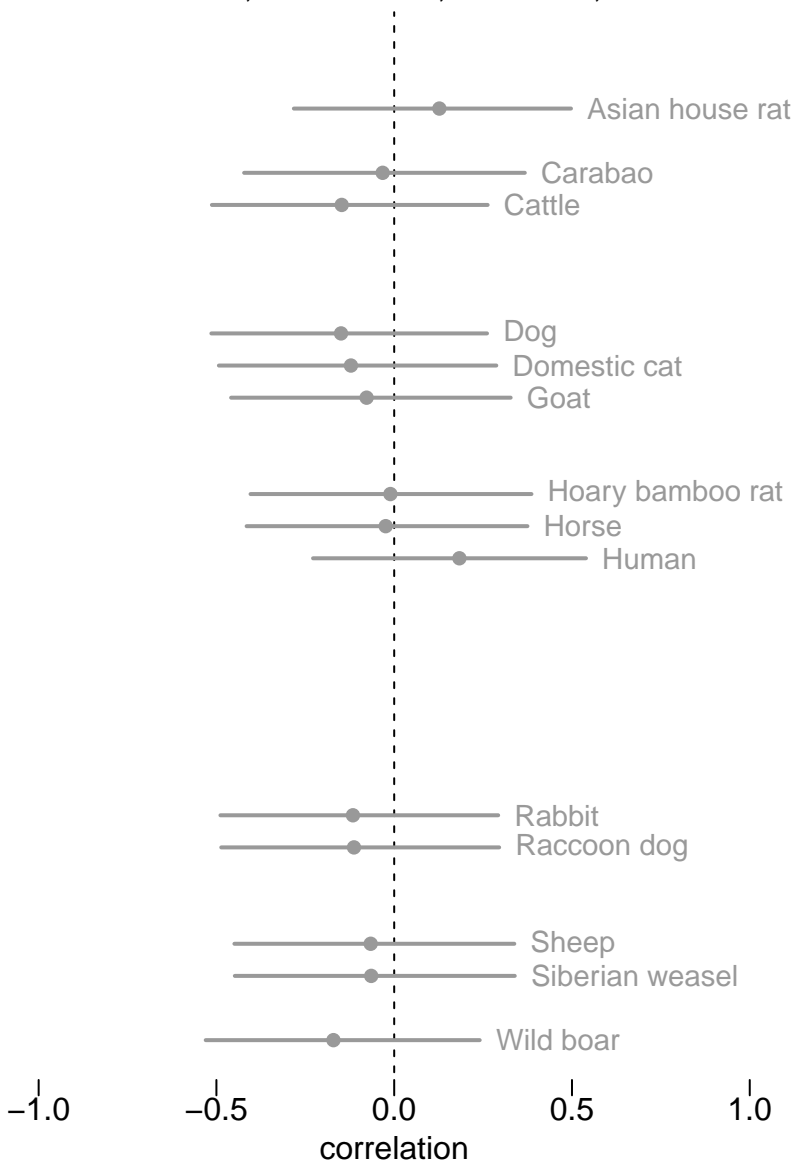 Asian house rat
Carabao
Cattle
Dog
Domestic cat
Goat
Hoary bamboo rat
Horse
Human
Rabbit
Raccoon dog
Sheep
Siberian weasel
Wild boar
−1.0 −0.5 0.0 0.5 1.0
correlation